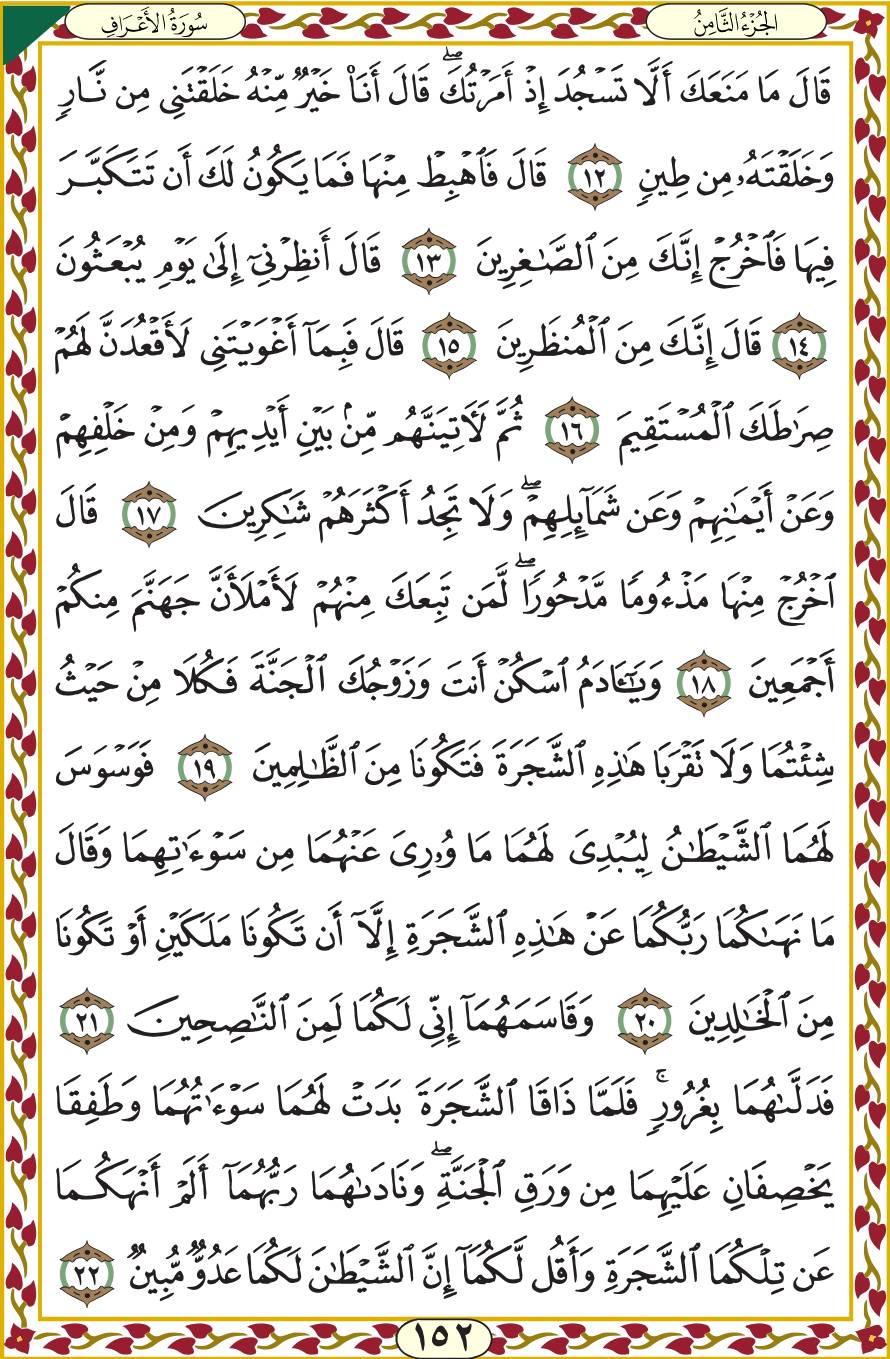 الجُزْءُ الثَّامِنُ
سُورَةُ الأَعْرَافِ
قَالَ مَا مَنَعَكَ أَلَّا تَسْجُدَ إِذْ أَمَرْتُكَۖ قَالَ أَنَا۠ خَيْرٌ مِّنْهُ خَلَقْتَنِى مِن نَّارٍ
وَخَلَقْتَهُۥ مِن طِينٍ ١٢ قَالَ فَٱهْبِطْ مِنْهَا فَمَا يَكُونُ لَكَ أَن تَتَكَبَّرَ
فِيهَا فَٱخْرُجْ إِنَّكَ مِنَ ٱلصَّٰغِرِينَ ١٣ قَالَ أَنظِرْنِىٓ إِلَىٰ يَوْمِ يُبْعَثُونَ
١٤ قَالَ إِنَّكَ مِنَ ٱلْمُنظَرِينَ ١٥ قَالَ فَبِمَآ أَغْوَيْتَنِى لَأَقْعُدَنَّ لَهُمْ
صِرَٰطَكَ ٱلْمُسْتَقِيمَ ١٦ ثُمَّ لَـَٔاتِيَنَّهُم مِّنۢ بَيْنِ أَيْدِيهِمْ وَمِنْ خَلْفِهِمْ
وَعَنْ أَيْمَٰنِهِمْ وَعَن شَمَآئِلِهِمْۖ وَلَا تَجِدُ أَكْثَرَهُمْ شَٰكِرِينَ ١٧ قَالَ
ٱخْرُجْ مِنْهَا مَذْءُومًا مَّدْحُورًاۖ لَّمَن تَبِعَكَ مِنْهُمْ لَأَمْلَأَنَّ جَهَنَّمَ مِنكُمْ
أَجْمَعِينَ ١٨ وَيَٰٓـَٔادَمُ ٱسْكُنْ أَنتَ وَزَوْجُكَ ٱلْجَنَّةَ فَكُلَا مِنْ حَيْثُ
شِئْتُمَا وَلَا تَقْرَبَا هَٰذِهِ ٱلشَّجَرَةَ فَتَكُونَا مِنَ ٱلظَّٰلِمِينَ ١٩ فَوَسْوَسَ
لَهُمَا ٱلشَّيْطَٰنُ لِيُبْدِىَ لَهُمَا مَا وُۥرِىَ عَنْهُمَا مِن سَوْءَٰتِهِمَا وَقَالَ
مَا نَهَىٰكُمَا رَبُّكُمَا عَنْ هَٰذِهِ ٱلشَّجَرَةِ إِلَّآ أَن تَكُونَا مَلَكَيْنِ أَوْ تَكُونَا
مِنَ ٱلْخَٰلِدِينَ ٢٠ وَقَاسَمَهُمَآ إِنِّى لَكُمَا لَمِنَ ٱلنَّٰصِحِينَ ٢١
فَدَلَّىٰهُمَا بِغُرُورٍۚ فَلَمَّا ذَاقَا ٱلشَّجَرَةَ بَدَتْ لَهُمَا سَوْءَٰتُهُمَا وَطَفِقَا
يَخْصِفَانِ عَلَيْهِمَا مِن وَرَقِ ٱلْجَنَّةِۖ وَنَادَىٰهُمَا رَبُّهُمَآ أَلَمْ أَنْهَكُمَا
عَن تِلْكُمَا ٱلشَّجَرَةِ وَأَقُل لَّكُمَآ إِنَّ ٱلشَّيْطَٰنَ لَكُمَا عَدُوٌّ مُّبِينٌ ٢٢
١٥٢